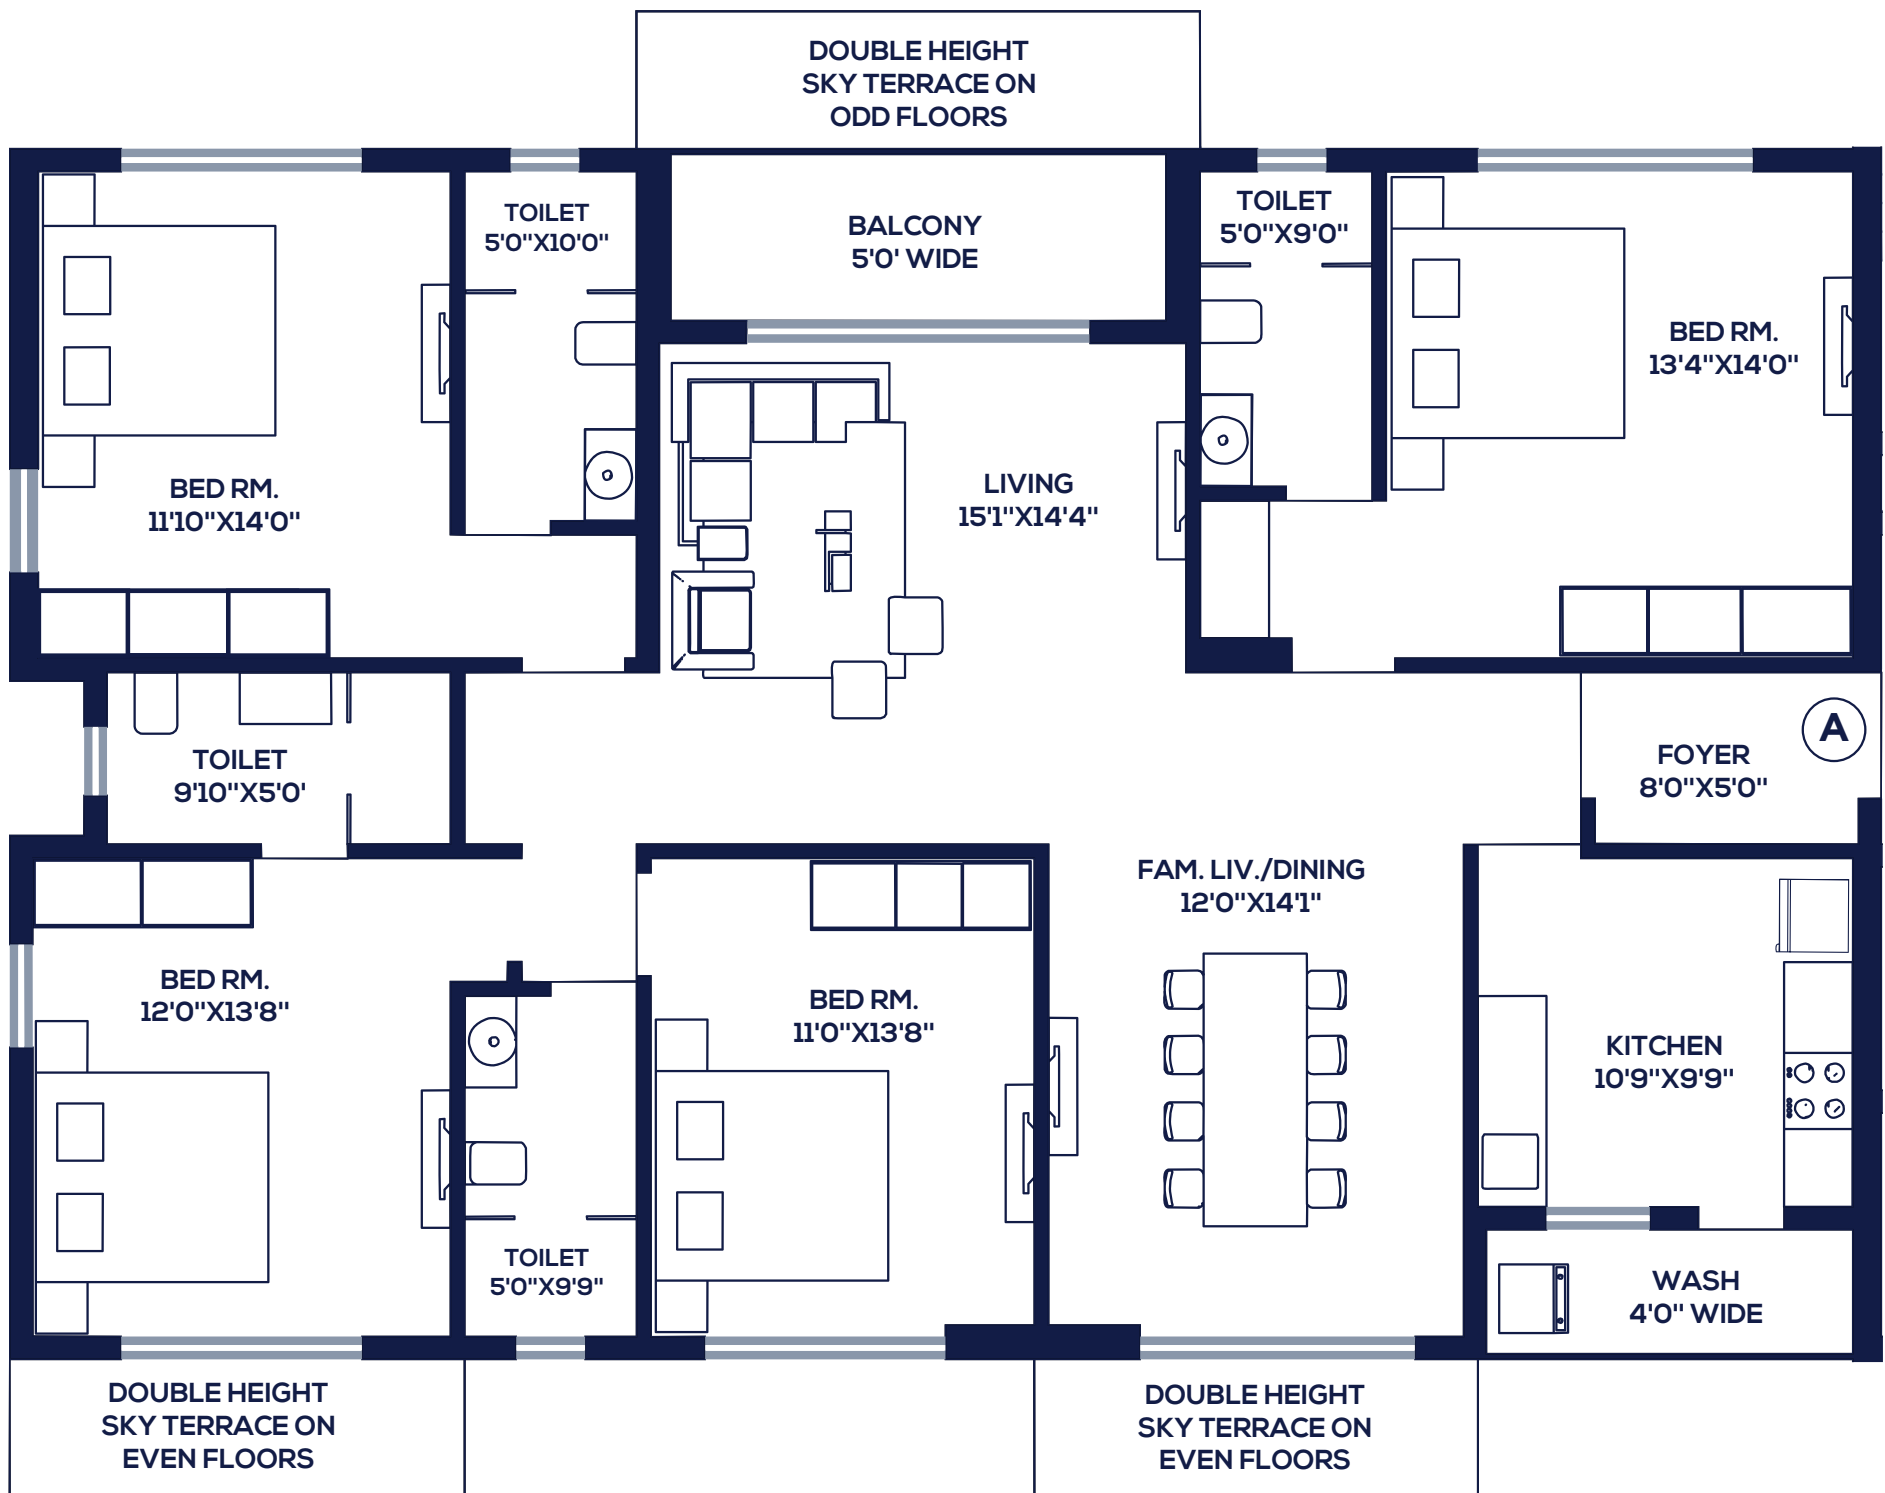 DOUBLE HEIGHT
SKY TERRACE ON
ODD FLOORS
TOILET
5'0"X10'0"
BALCONY
5'0' WIDE
TOILET
5'0"X9'0"
BED RM.
13'4"X14'0"
BED RM.
11'10"X14'0"
LIVING
15'1"X14'4"
A
FOYER
8'0"X5'0"
TOILET
9'10"X5'0'
FAM. LIV./DINING
12'0"X14'1"
BED RM.
12'0"X13'8"
BED RM.
11'0"X13'8"
KITCHEN
10'9"X9'9"
TOILET
5'0"X9'9"
WASH
4'0" WIDE
DOUBLE HEIGHT
SKY TERRACE ON
EVEN FLOORS
DOUBLE HEIGHT
SKY TERRACE ON
EVEN FLOORS